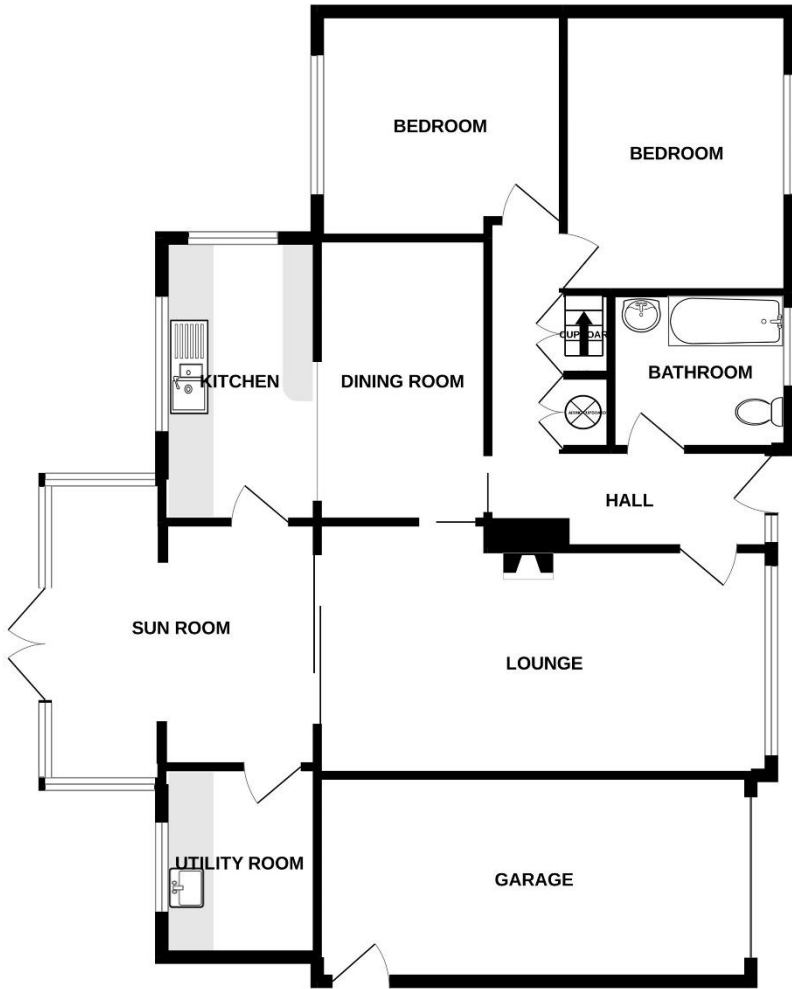 BEDROOM
BEDROOM
CUPBOARD
KITCHEN
DINING ROOM
BATHROOM
HALL
SUN ROOM
LOUNGE
UTILITY ROOM
GARAGE